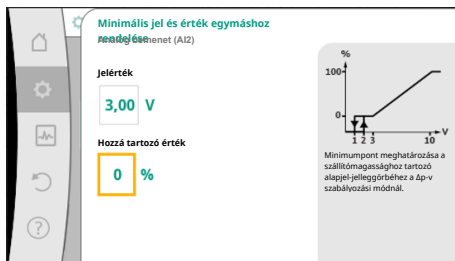 Minimális jel és érték egymáshoz
rendelése
Analóg bemenet (AI2)
Jelérték
3,00 V
Hozzá tartozó érték
0 %
%
100
0
1 2 3 10 V
Minimumpont meghatározása a
szállítómagassághoz tartozó
alapjel-jelleggörbéhez a Δp-v
szabályozási módnál.
?